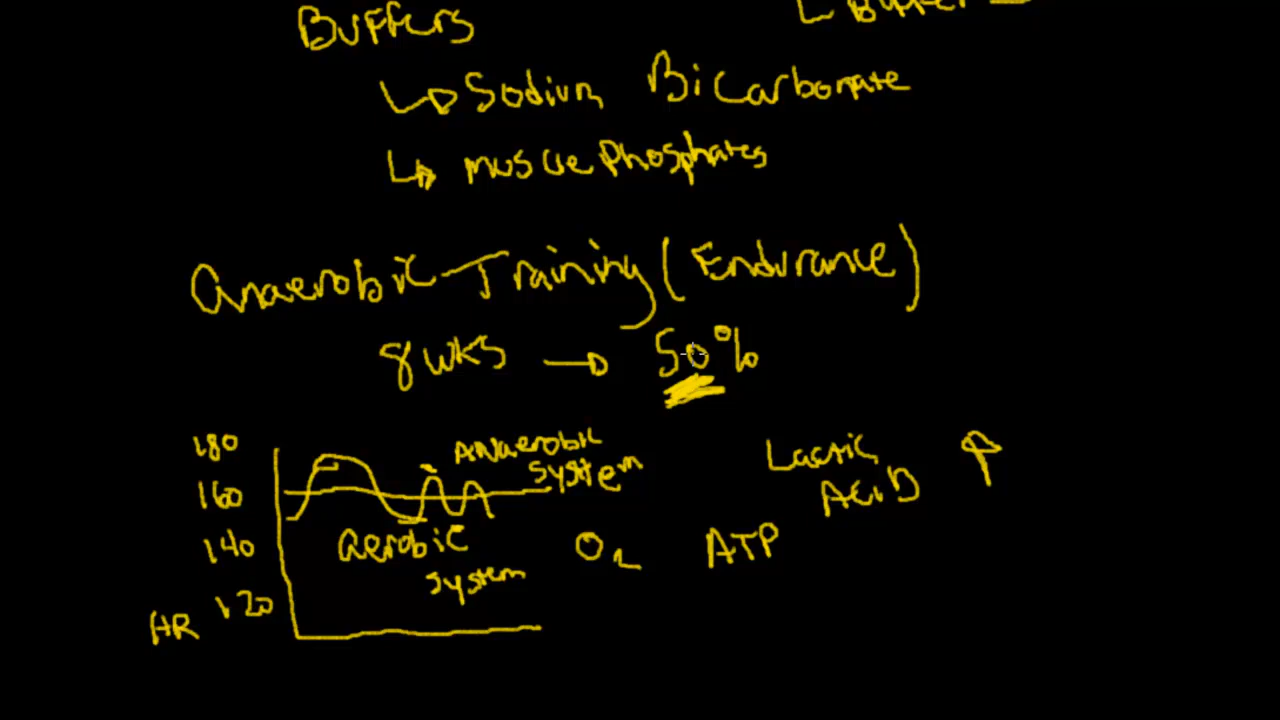 Buffers
↳ Buffer
↳ Sodium Bicarbonate
↳ muscle Phosphates
Anaerobic Training (Endurance)
8 wks → 50%
180
160
140
HR 120
Anaerobic
System
Aerobic
System
O2
ATP
Lactic
Acid ↑